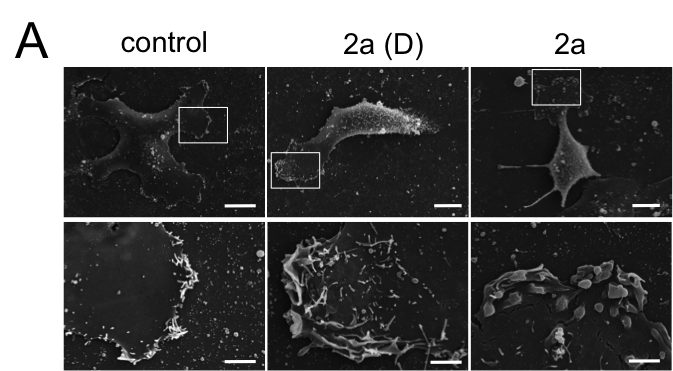 A
control
2a (D)
2a